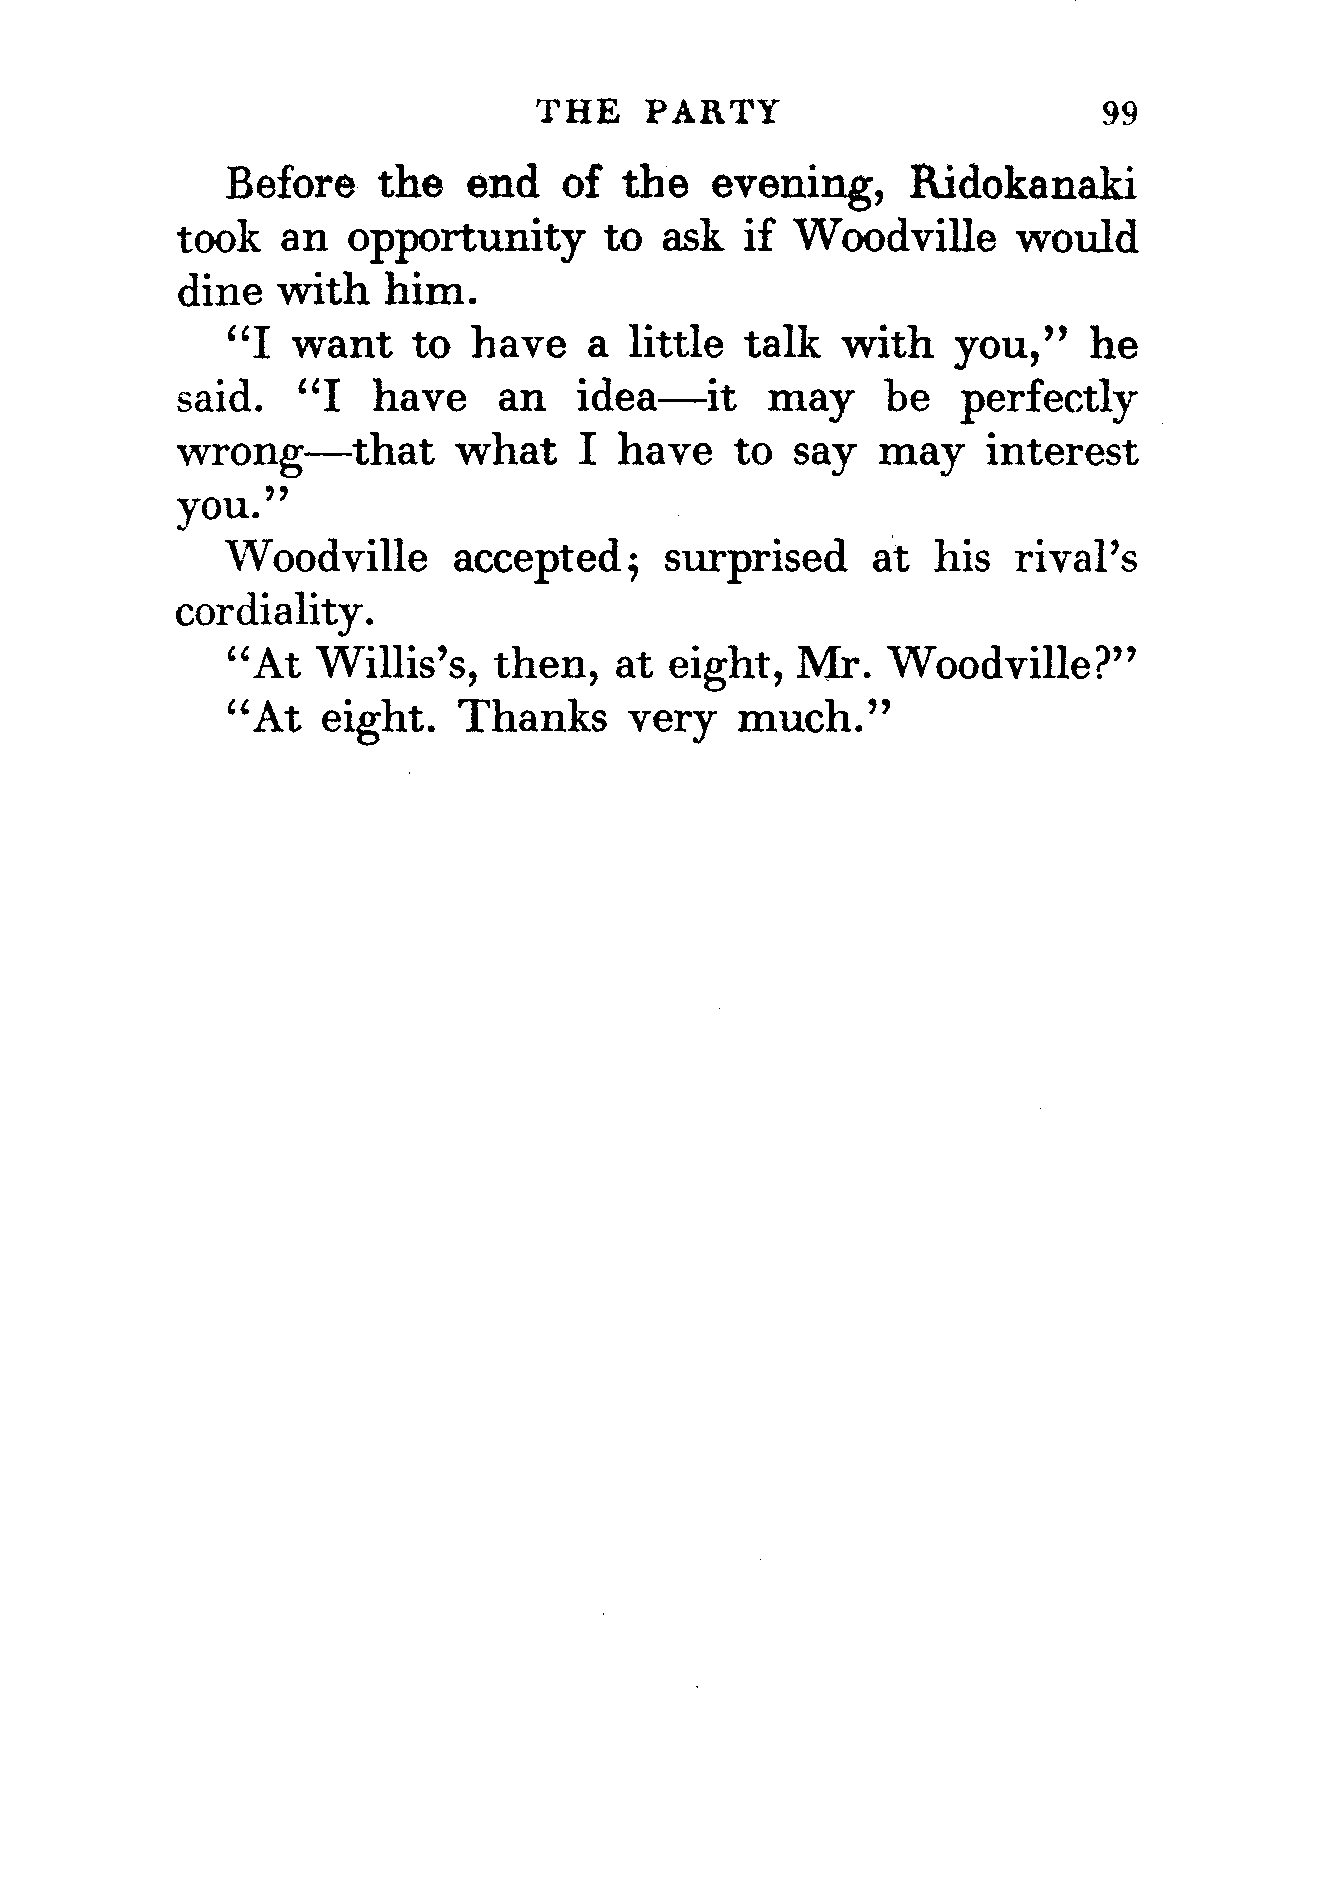 THE PARTY 99
Before the end of the evening, Ridokanaki
took an opportunity to ask if Woodville would
dine with him.
“I want to have a little talk with you,” he
said. “I have an idea—it may be perfectly
wrong—that what I have to say may interest
you.”
Woodville accepted; surprised at his rival’s
cordiality.
“At Willis’s, then, at eight, Mr. Woodville?”
“At eight. Thanks very much.”